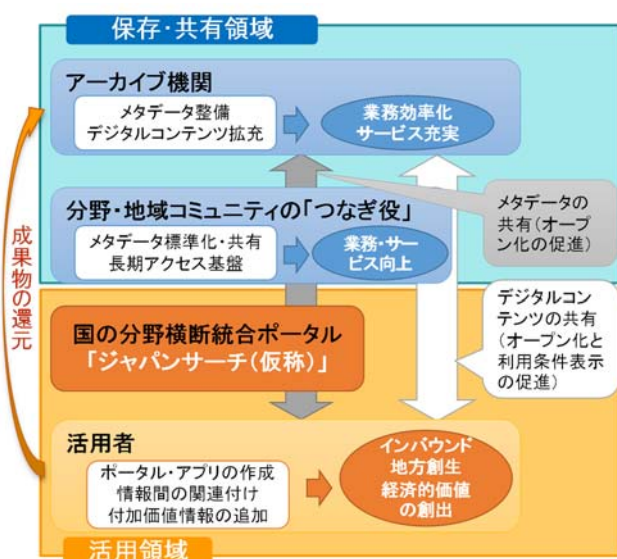 保存・共有領域
アーカイブ機関
メタデータ整備
デジタルコンテンツ拡充
業務効率化
サービス充実
分野・地域コミュニティの「つなぎ役」
メタデータ標準化・共有
長期アクセス基盤
業務・サー
ビス向上
メタデータの
共有(オープ
ン化の促進)
成果物の還元
国の分野横断統合ポータル
「ジャパンサーチ(仮称)」
デジタルコン
テンツの共有
(オープン化と
利用条件表示
の促進)
活用者
ポータル・アプリの作成
情報間の関連付け
付加価値情報の追加
インバウンド
地方創生
経済的価値
の創出
活用領域